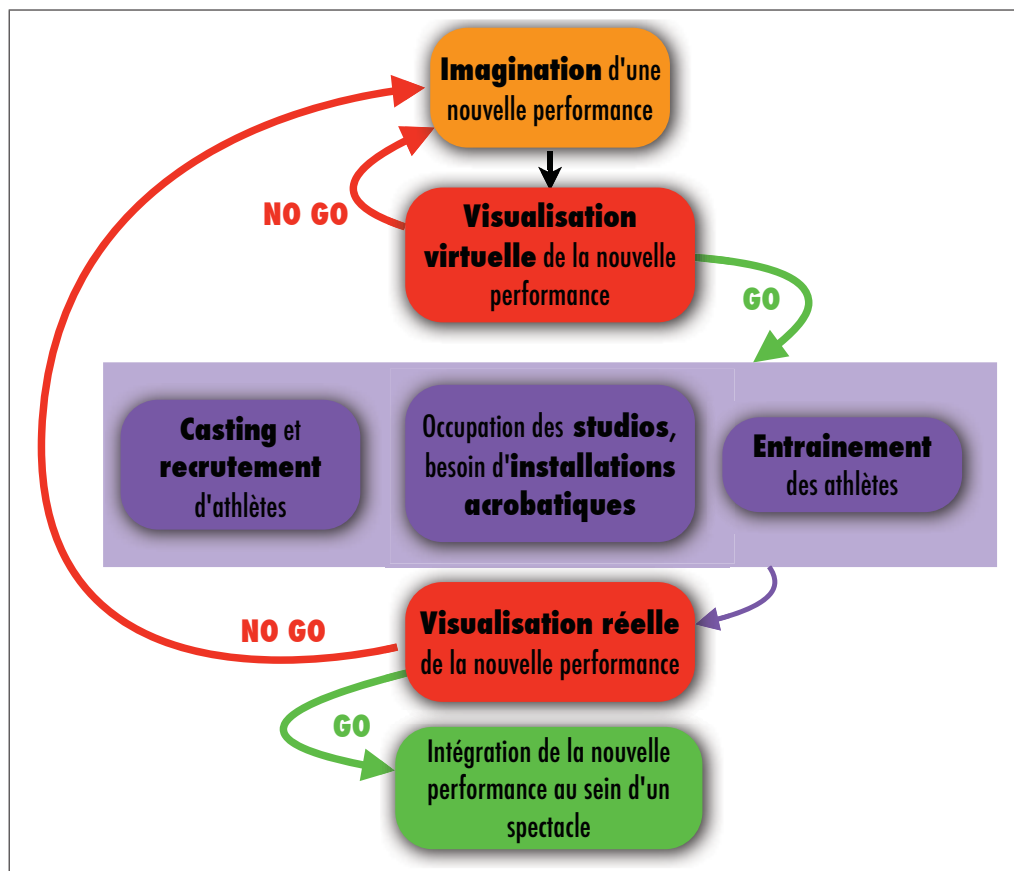 Imagination d'une
nouvelle performance
NO GO
Visualisation
virtuelle de la nouvelle
performance
GO
Casting et
recrutement
d'athlètes
Occupation des studios,
besoin d'installations
acrobatiques
Entrainement
des athlètes
NO GO
Visualisation réelle
de la nouvelle performance
GO
Intégration de la nouvelle
performance au sein d'un
spectacle